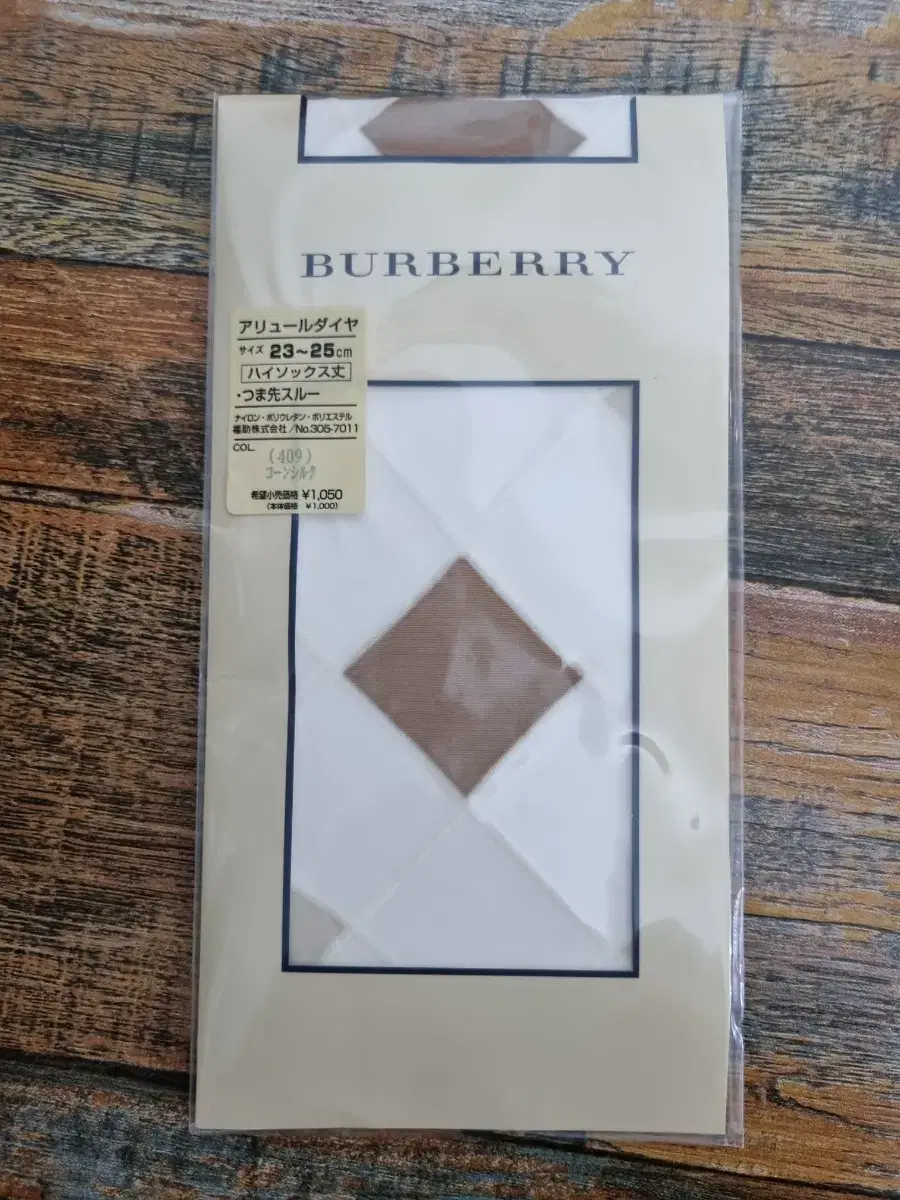 BURBERRY
アリュールダイヤ
サイズ 23~25cm
ハイソックス丈
・つま先スルー
ナイロン・ポリウレタン・ポリエステル
福助株式会社/No.305-7011
COL.
(409)
コーンシルク
希望小売価格 ¥1,050
(本体価格 ¥1,000)